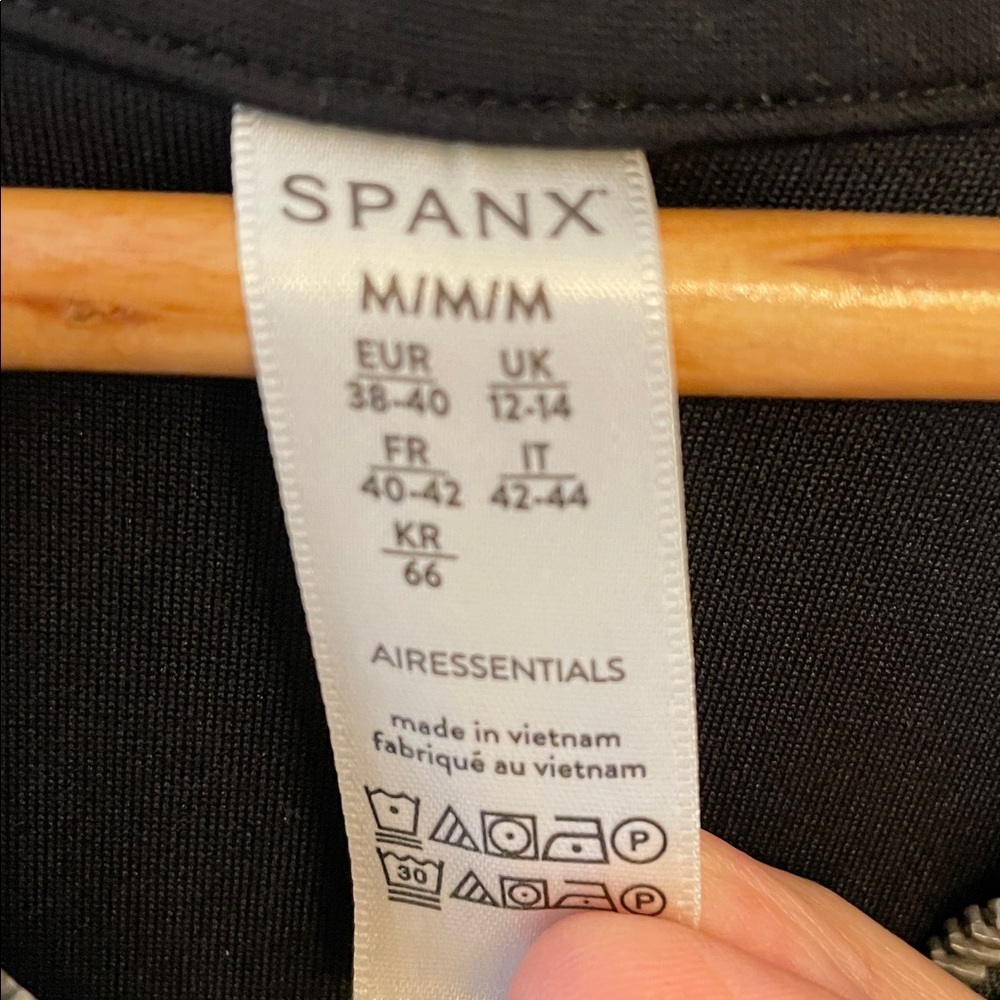 SPANX™
M/M/M
EUR UK
38-40 12-14
FR IT
40-42 42-44
KR
66
AIRESSENTIALS
made in vietnam
fabriqué au vietnam
P
30 P